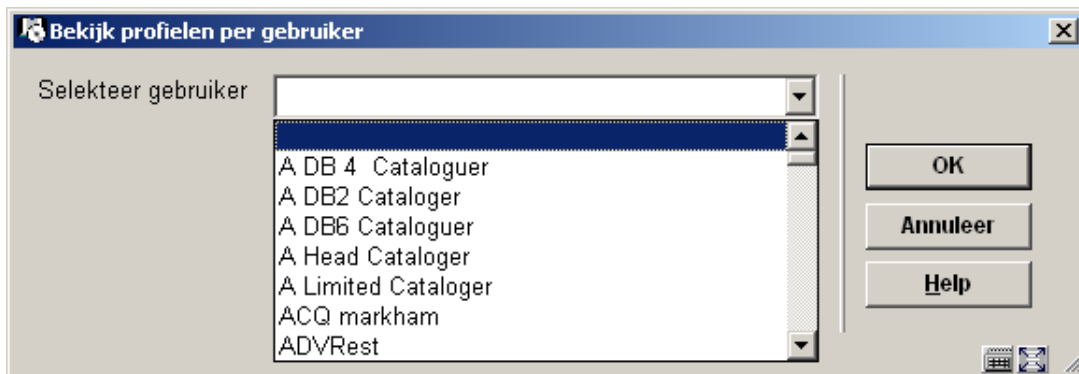 Bekijk profielen per gebruiker
Selekteer gebruiker
A DB 4  Cataloguer
A DB2 Cataloger
A DB6 Cataloguer
A Head Cataloger
A Limited Cataloger
ACQ markham
ADVRest
OK
Annuleer
Help